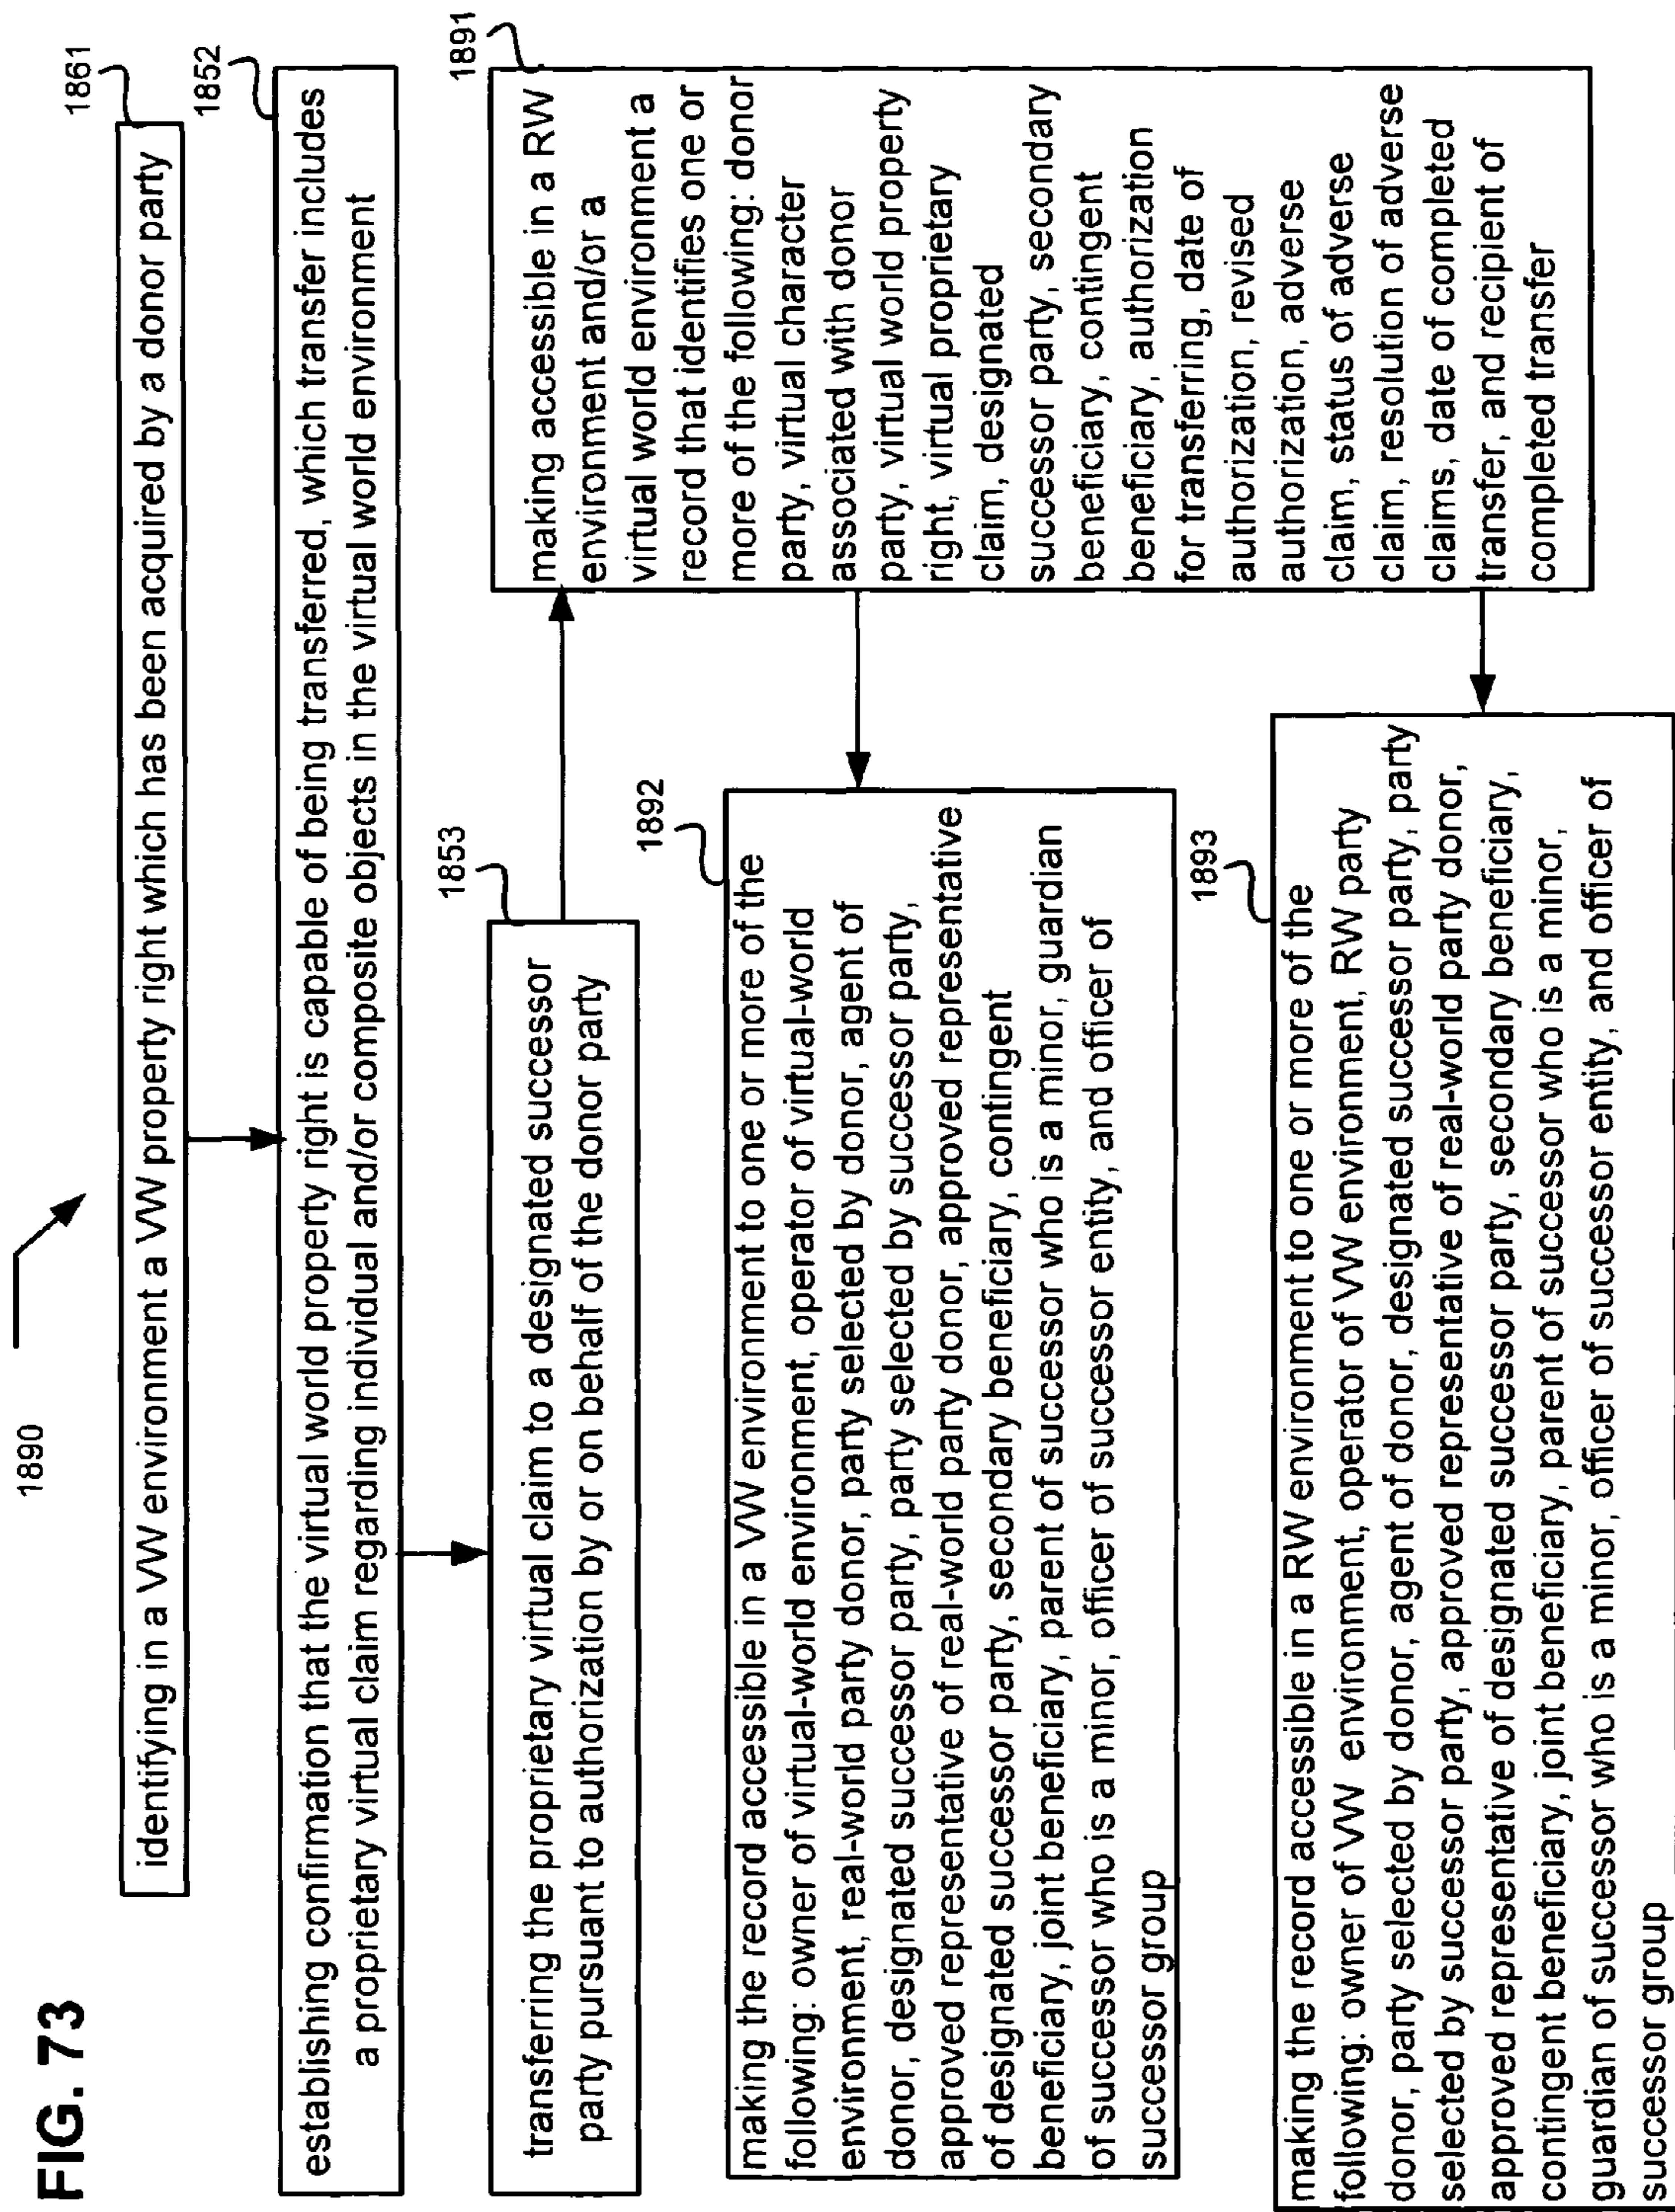 FIG. 73
1890
1861
identifying in a VW environment a VW property right which has been acquired by a donor party
1852
establishing confirmation that the virtual world property right is capable of being transferred, which transfer includes
a proprietary virtual claim regarding individual and/or composite objects in the virtual world environment
1853
transferring the proprietary virtual claim to a designated successor
party pursuant to authorization by or on behalf of the donor party
1891
making accessible in a RW
environment and/or a
virtual world environment a
record that identifies one or
more of the following: donor
party, virtual character
associated with donor
party, virtual world property
right, virtual proprietary
claim, designated
successor party, secondary
beneficiary, contingent
beneficiary, authorization
for transferring, date of
authorization, revised
authorization, adverse
claim, status of adverse
claim, resolution of adverse
claims, date of completed
transfer, and recipient of
completed transfer
1892
making the record accessible in a VW environment to one or more of the
following: owner of virtual-world environment, operator of virtual-world
environment, real-world party donor, party selected by donor, agent of
donor, designated successor party, party selected by successor party,
approved representative of real-world party donor, approved representative
of designated successor party, secondary beneficiary, contingent
beneficiary, joint beneficiary, parent of successor who is a minor, guardian
of successor who is a minor, officer of successor entity, and officer of
successor group
1893
making the record accessible in a RW environment to one or more of the
following: owner of VW environment, operator of VW environment, RW party
donor, party selected by donor, agent of donor, designated successor party, party
selected by successor party, approved representative of real-world party donor,
approved representative of designated successor party, secondary beneficiary,
contingent beneficiary, joint beneficiary, parent of successor who is a minor,
guardian of successor who is a minor, officer of successor entity, and officer of
successor group